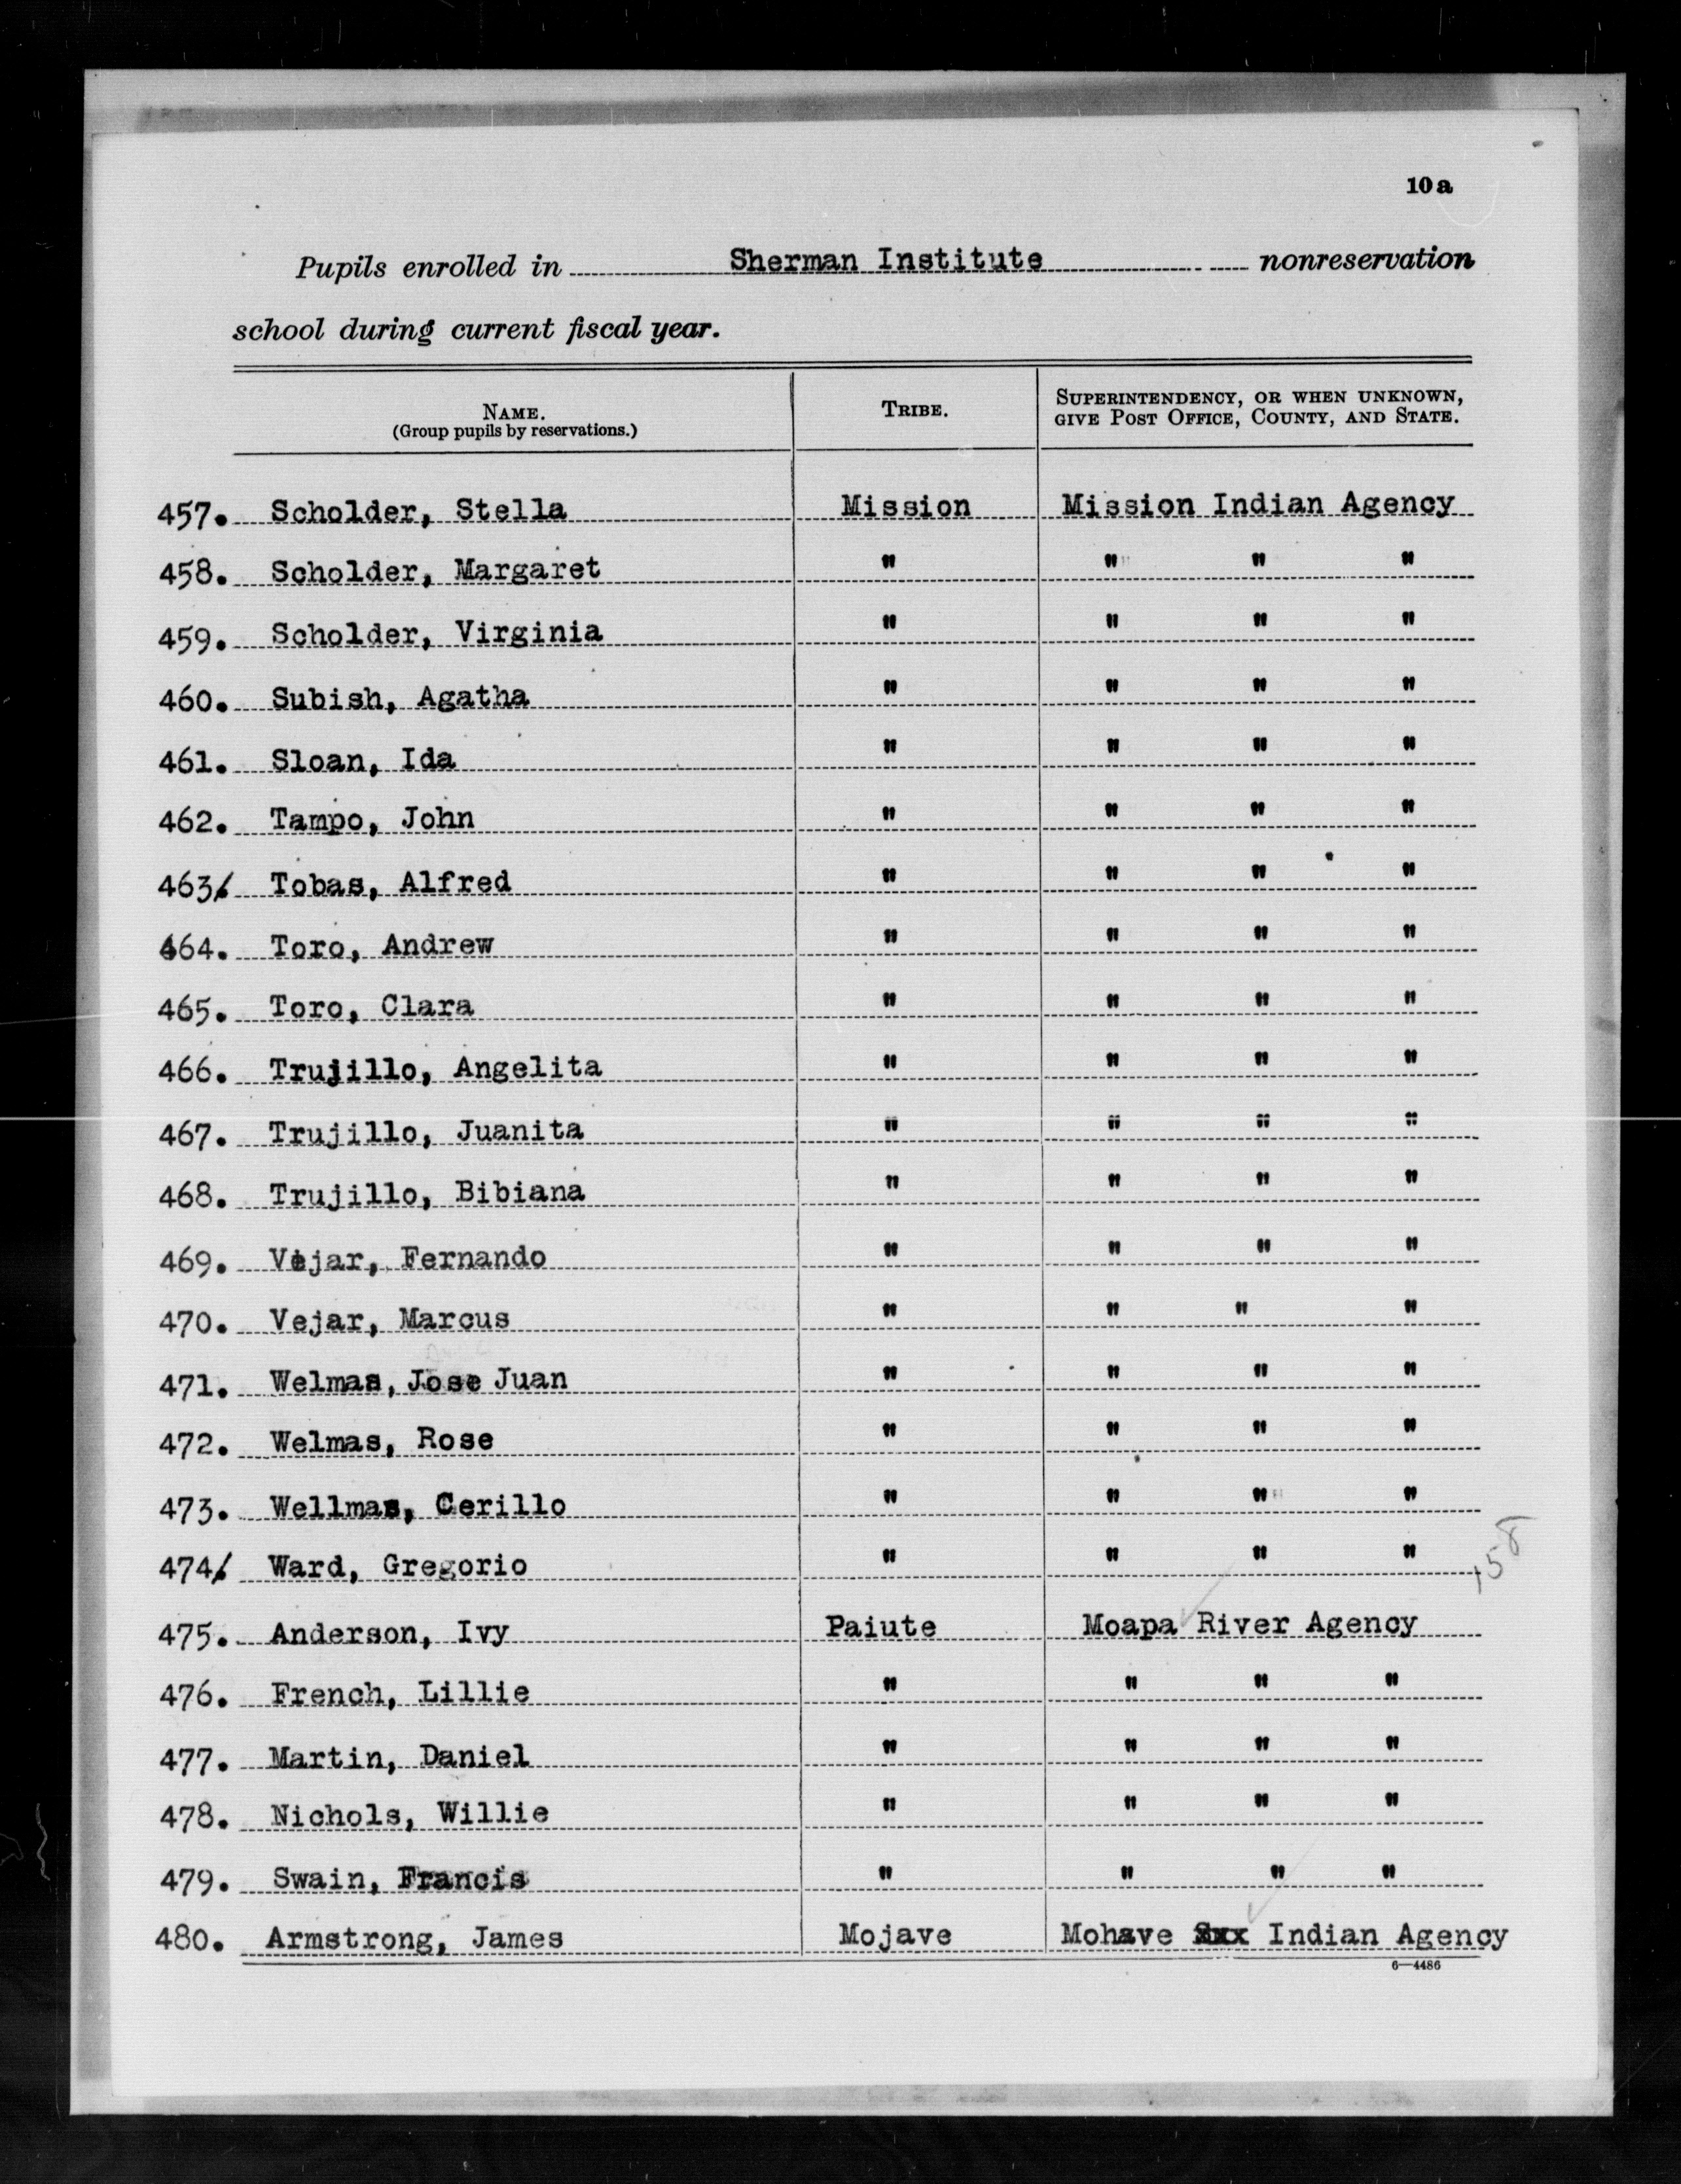 10a
Pupils enrolled in Sherman Institute nonreservation
school during current fiscal year.
NAME. (Group pupils by reservations.) TRIBE. SUPERINTENDENCY, OR WHEN UNKNOWN, GIVE POST OFFICE, COUNTY, AND STATE.
457. Scholder, Stella Mission Mission Indian Agency
458. Scholder, Margaret " " " "
459. Scholder, Virginia " " " "
460. Subish, Agatha " " " "
461. Sloan, Ida " " " "
462. Tampo, John " " " "
463. Tobas, Alfred " " " "
464. Toro, Andrew " " " "
465. Toro, Clara " " " "
466. Trujillo, Angelita " " " "
467. Trujillo, Juanita " " " "
468. Trujillo, Bibiana " " " "
469. Vejar, Fernando " " " "
470. Vejar, Marcus " " " "
471. Welmas, Jose Juan " " " "
472. Welmas, Rose " " " "
473. Wellmas, Cerillo " " " "
474. Ward, Gregorio " " " "
158
475. Anderson, Ivy Paiute Moapa River Agency
476. French, Lillie " " " "
477. Martin, Daniel " " " "
478. Nichols, Willie " " " "
479. Swain, Francis " " " "
480. Armstrong, James Mojave Mohave Sxx Indian Agency
6—4486